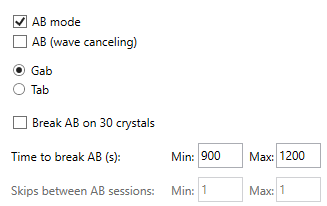 AB mode
AB (wave canceling)
Gab
Tab
Break AB on 30 crystals
Time to break AB (s): Min: 900 Max: 1200
Skips between AB sessions: Min: 1 Max: 1